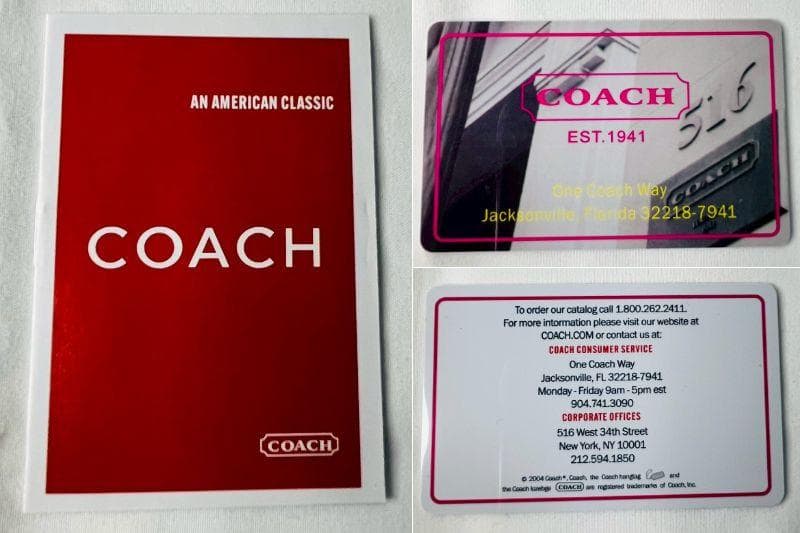 AN AMERICAN CLASSIC
COACH
COACH
COACH
EST.1941
516
COACH
One Coach Way
Jacksonville, Florida 32218-7941
To order our catalog call 1.800.262.2411.
For more information please visit our website at
COACH.COM or contact us at:
COACH CONSUMER SERVICE
One Coach Way
Jacksonville, FL 32218-7941
Monday - Friday 9am - 5pm est
904.741.3090
CORPORATE OFFICES
516 West 34th Street
New York, NY 10001
212.594.1850
© 2004 Coach®, Coach, the Coach hangtag and
the Coach lozenge COACH are registered trademarks of Coach, Inc.